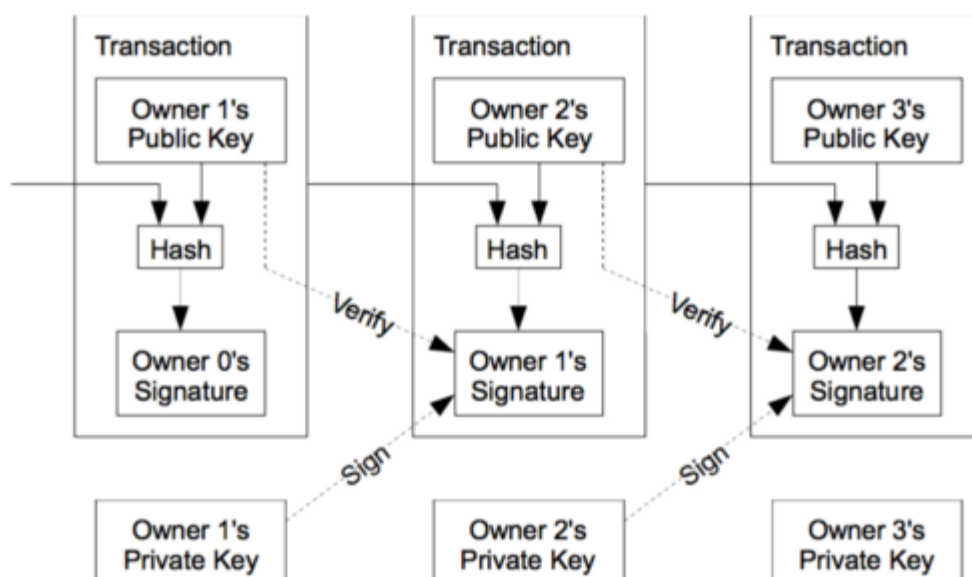 Transaction
Transaction
Transaction
Owner 1's
Public Key
Owner 2's
Public Key
Owner 3's
Public Key
Hash
Hash
Hash
Verify
Verify
Owner 0's
Signature
Owner 1's
Signature
Owner 2's
Signature
Sign
Sign
Owner 1's
Private Key
Owner 2's
Private Key
Owner 3's
Private Key